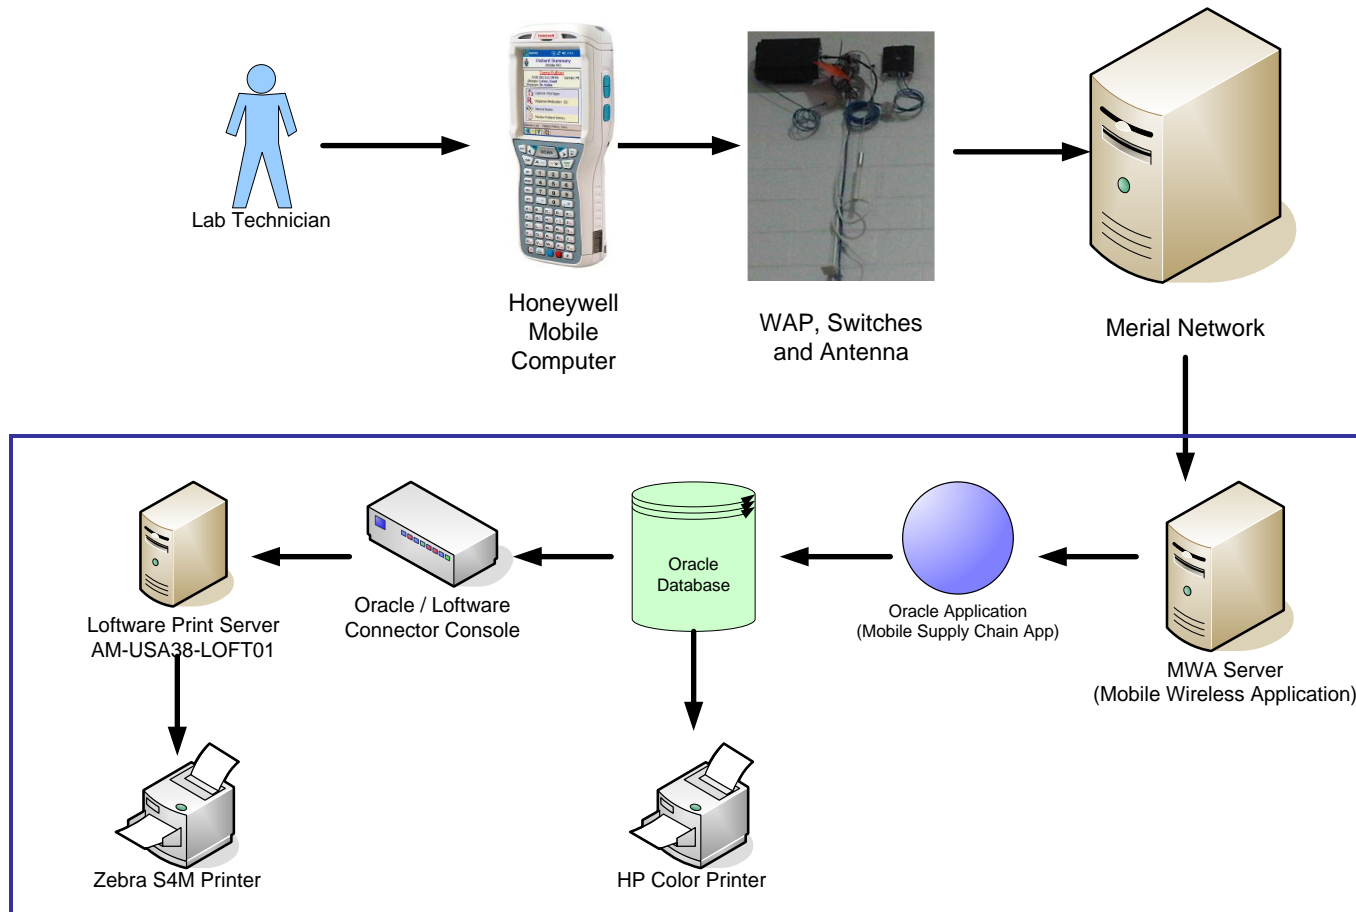 Lab Technician
Honeywell
Mobile
Computer
WAP, Switches
and Antenna
Merial Network
Loftware Print Server
AM-USA38-LOFT01
Oracle / Loftware
Connector Console
Oracle
Database
Oracle Application
(Mobile Supply Chain App)
MWA Server
(Mobile Wireless Application)
Zebra S4M Printer
HP Color Printer